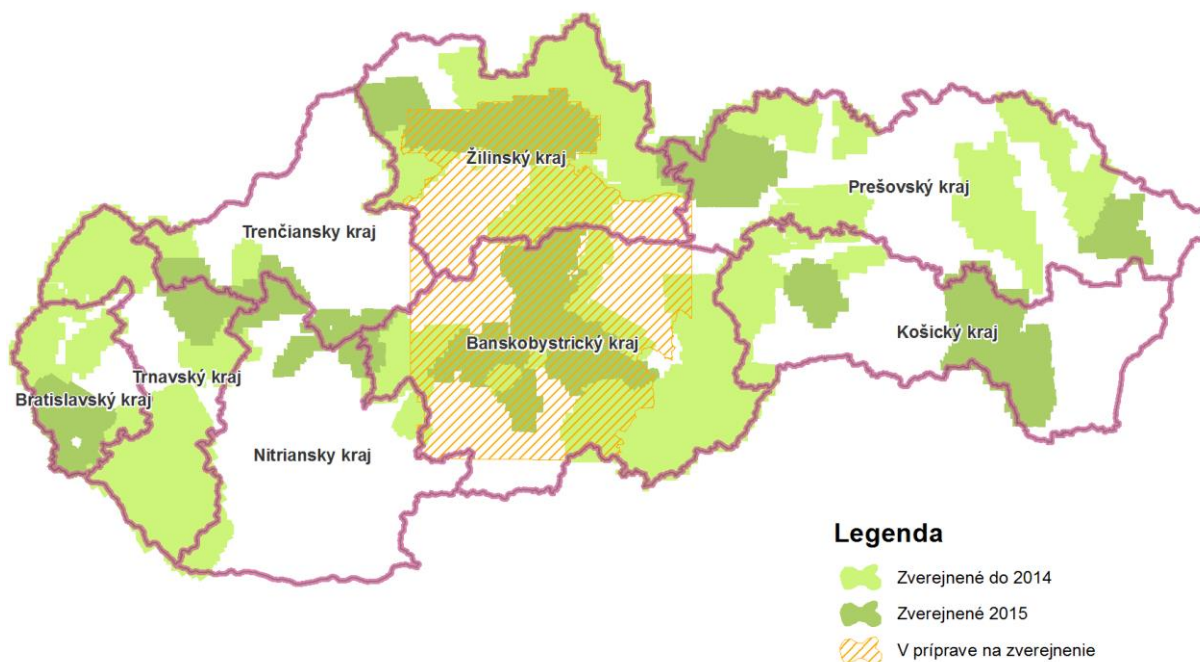 Žilinský kraj
Prešovský kraj
Trenčiansky kraj
Košický kraj
Banskobystrický kraj
Trnavský kraj
Bratislavský kraj
Nitriansky kraj
Legenda
Zverejnené do 2014
Zverejnené 2015
V príprave na zverejnenie